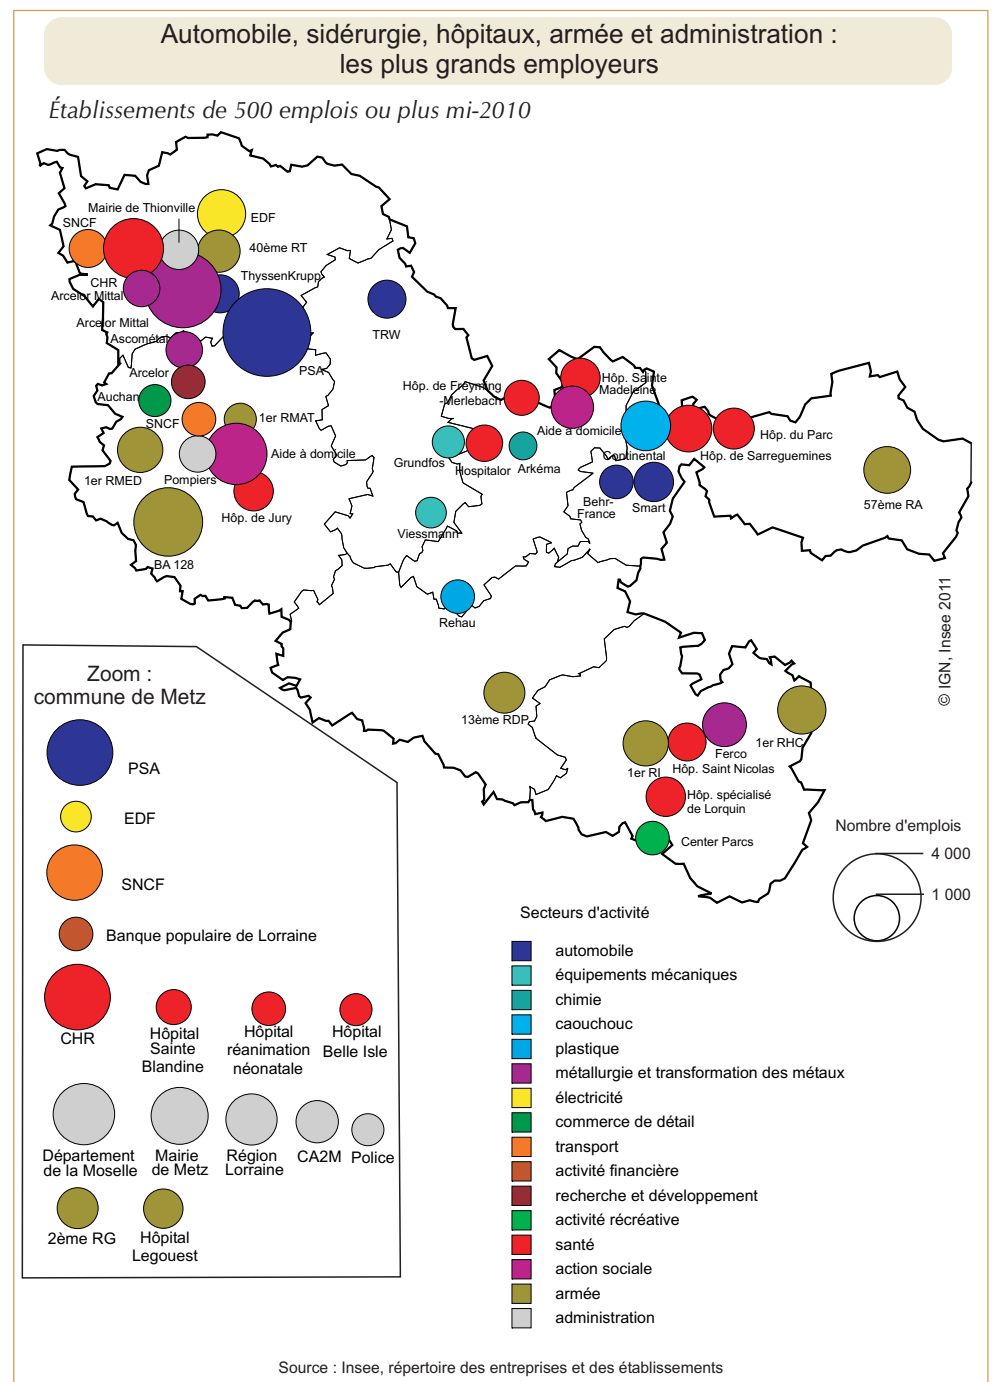 Automobile, sidérurgie, hôpitaux, armée et administration :
les plus grands employeurs
Établissements de 500 emplois ou plus mi-2010
Mairie de Thionville
SNCF
EDF
40ème RT
CHR
ThyssenKrupp
Arcelor Mittal
Arcelor Mittal
Ascométal
TRW
PSA
Arcelor
Auchan
SNCF
1er RMAT
Aide à domicile
1er RMED
Pompiers
Hôp. de Jury
BA 128
Hôp. de Freyming
-Merlebach
Hôp. Sainte
Madeleine
Aide à domicile
Grundfos
Hospitalor
Arkéma
Continental
Hôp. de Sarreguemines
Hôp. du Parc
Behr-
France
Smart
57ème RA
Viessmann
Rehau
13ème RDP
1er RI
Hôp. Saint Nicolas
Ferco
1er RHC
Hôp. spécialisé
de Lorquin
Center Parcs
© IGN, Insee 2011
Zoom :
commune de Metz
PSA
EDF
SNCF
Banque populaire de Lorraine
CHR
Hôpital
Sainte
Blandine
Hôpital
réanimation
néonatale
Hôpital
Belle Isle
Département
de la Moselle
Mairie
de Metz
Région
Lorraine
CA2M
Police
2ème RG
Hôpital
Legouest
Nombre d'emplois
4 000
1 000
Secteurs d'activité
automobile
équipements mécaniques
chimie
caouchouc
plastique
métallurgie et transformation des métaux
électricité
commerce de détail
transport
activité financière
recherche et développement
activité récréative
santé
action sociale
armée
administration
Source : Insee, répertoire des entreprises et des établissements